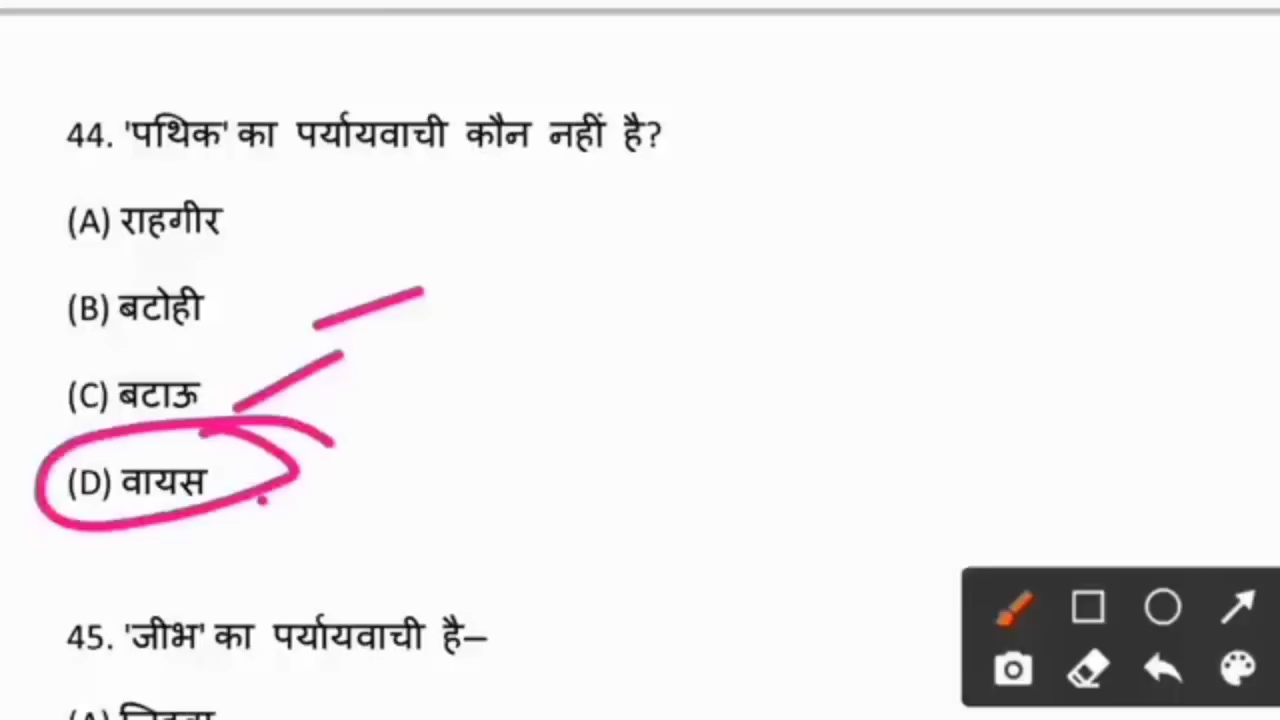 44. 'पथिक' का पर्यायवाची कौन नहीं है?
(A) राहगीर
(B) बटोही
(C) बटाऊ
(D) वायस
45. 'जीभ' का पर्यायवाची है–
(A)